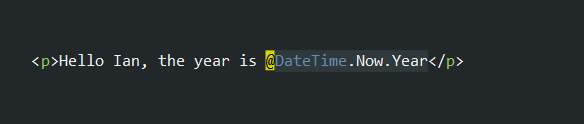 <p>Hello Ian, the year is @DateTime.Now.Year</p>